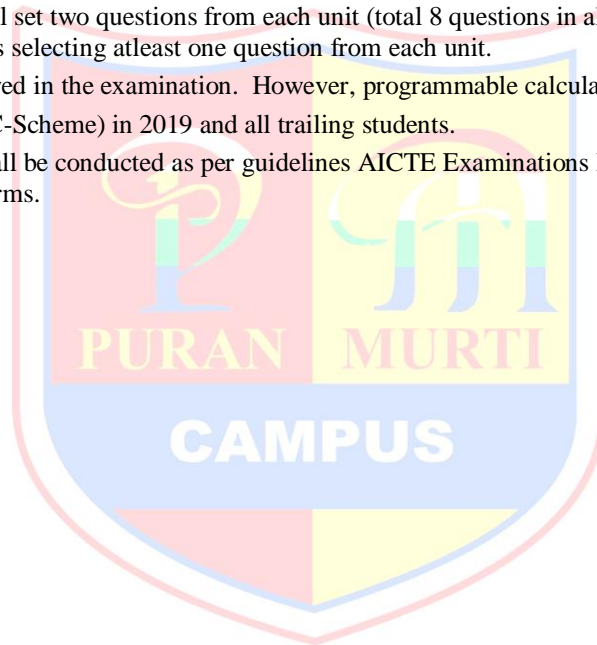 l set two questions from each unit (total 8 questions in al
s selecting atleast one question from each unit.
ed in the examination. However, programmable calcula
C-Scheme) in 2019 and all trailing students.
all be conducted as per guidelines AICTE Examinations
rms.
PURAN MURTI
CAMPUS